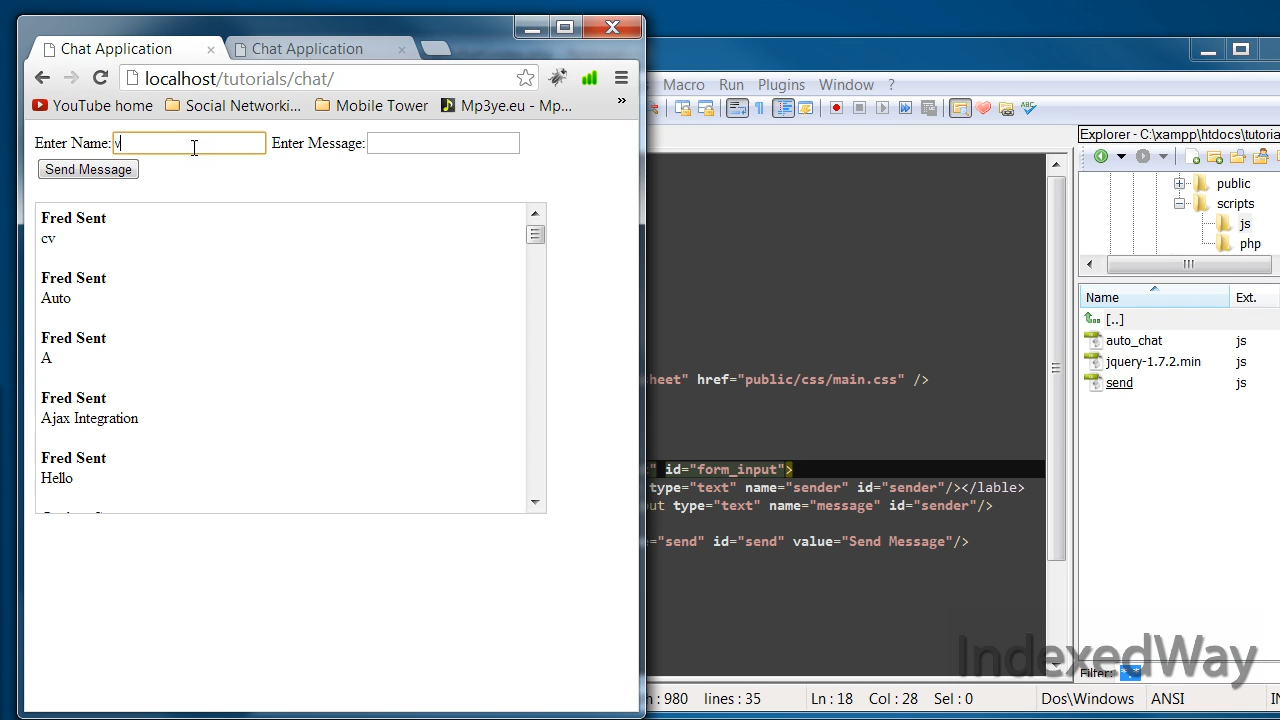 Chat Application
Chat Application
localhost/tutorials/chat/
YouTube home
Social Networki...
Mobile Tower
Mp3ye.eu - Mp...
»
Enter Name:v
Enter Message:
Send Message
Fred Sent
cv
Fred Sent
Auto
Fred Sent
A
Fred Sent
Ajax Integration
Fred Sent
Hello
Macro Run Plugins Window ?
heet" href="public/css/main.css" />
" id="form_input">
type="text" name="sender" id="sender"/></lable>
ut type="text" name="message" id="sender"/>
="send" id="send" value="Send Message"/>
Explorer - C:\xampp\htdocs\tutoria
public
scripts
js
php
Name
Ext.
[..]
auto_chat
js
jquery-1.7.2.min
js
send
js
IndexedWay
Filter:
: 980 lines : 35
Ln : 18 Col : 28 Sel : 0
Dos\Windows
ANSI